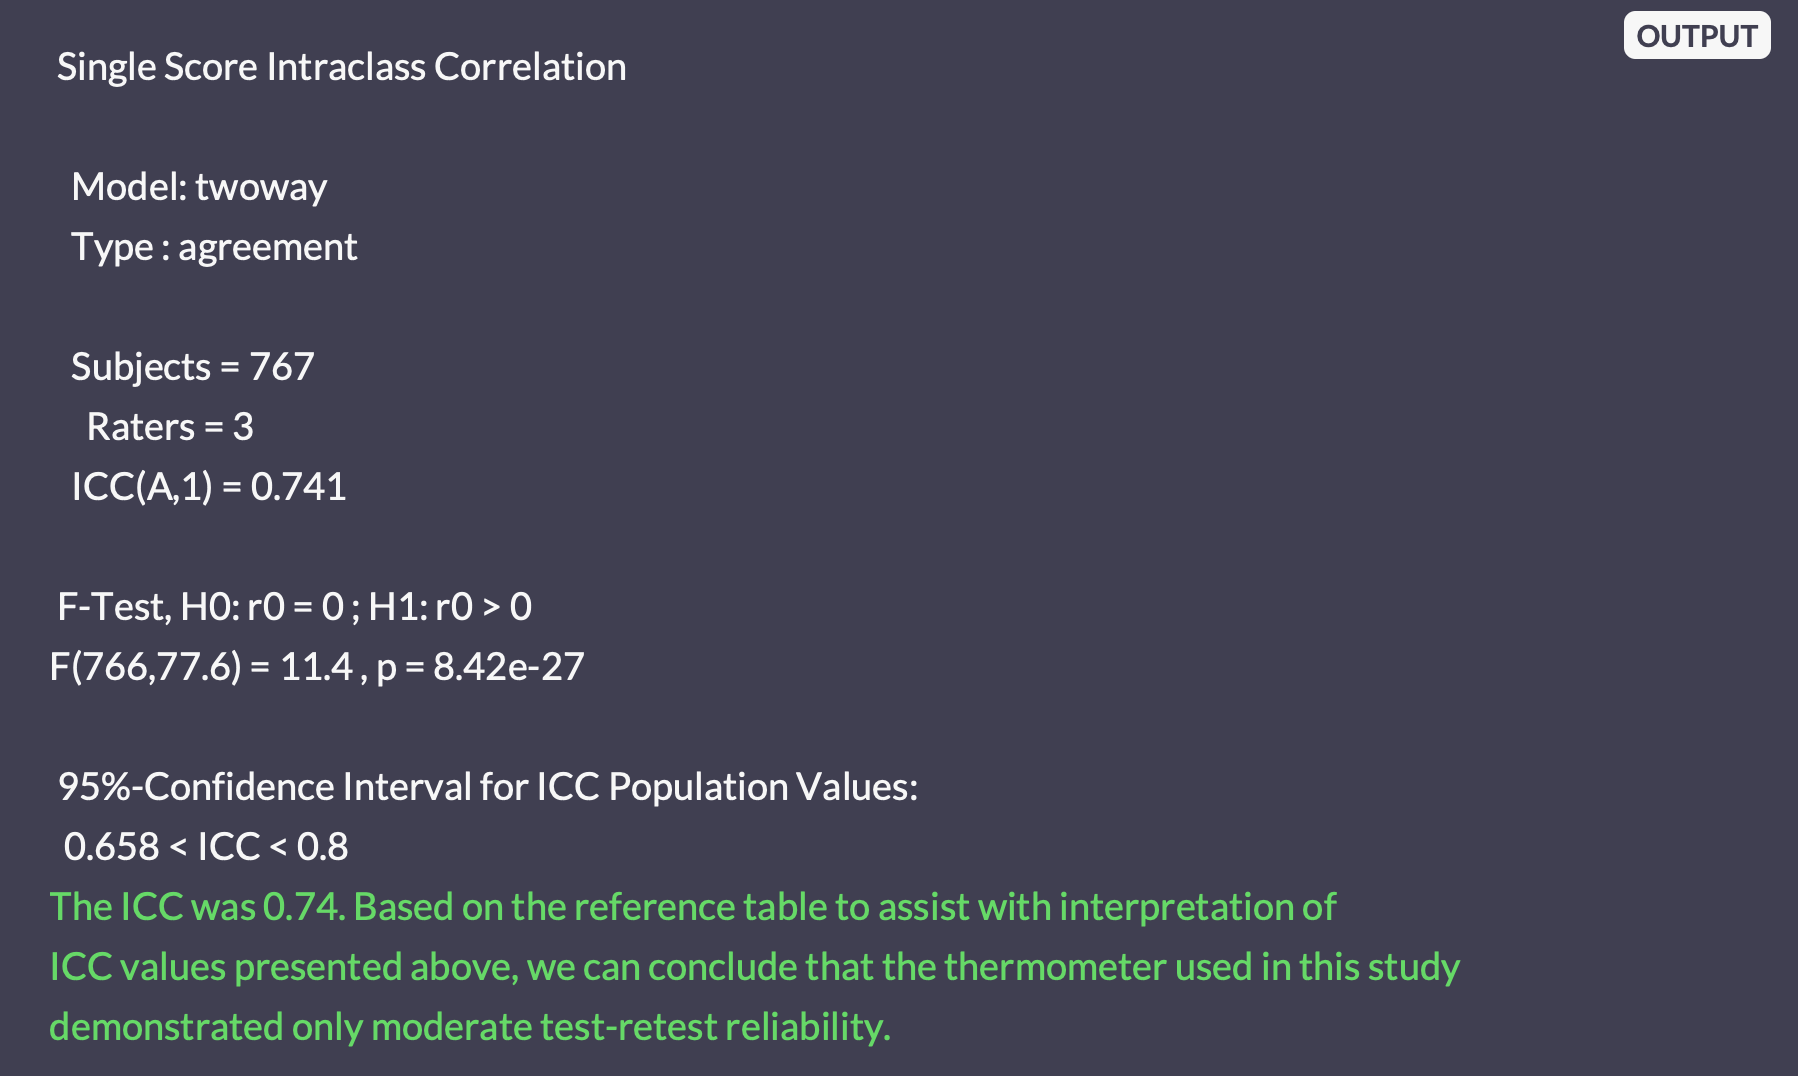 OUTPUT
Single Score Intraclass Correlation
Model: twoway
Type : agreement
Subjects = 767
Raters = 3
ICC(A,1) = 0.741
F-Test, H0: r0 = 0 ; H1: r0 > 0
F(766,77.6) = 11.4 , p = 8.42e-27
95%-Confidence Interval for ICC Population Values:
0.658 < ICC < 0.8
The ICC was 0.74. Based on the reference table to assist with interpretation of
ICC values presented above, we can conclude that the thermometer used in this study
demonstrated only moderate test-retest reliability.